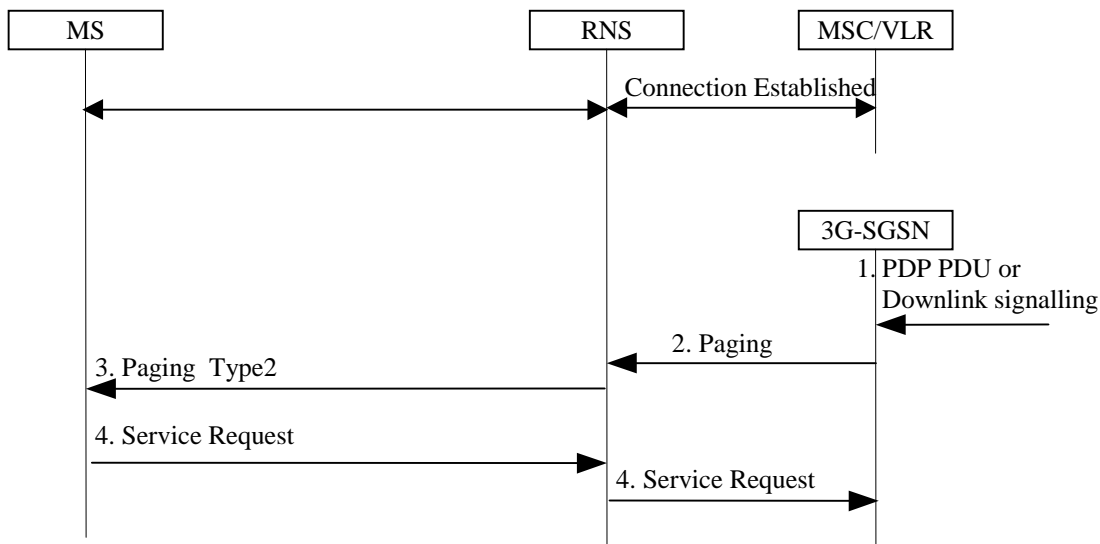 MS
RNS
MSC/VLR
Connection Established
3G-SGSN
1. PDP PDU or
Downlink signalling
2. Paging
3. Paging  Type2
4. Service Request
4. Service Request